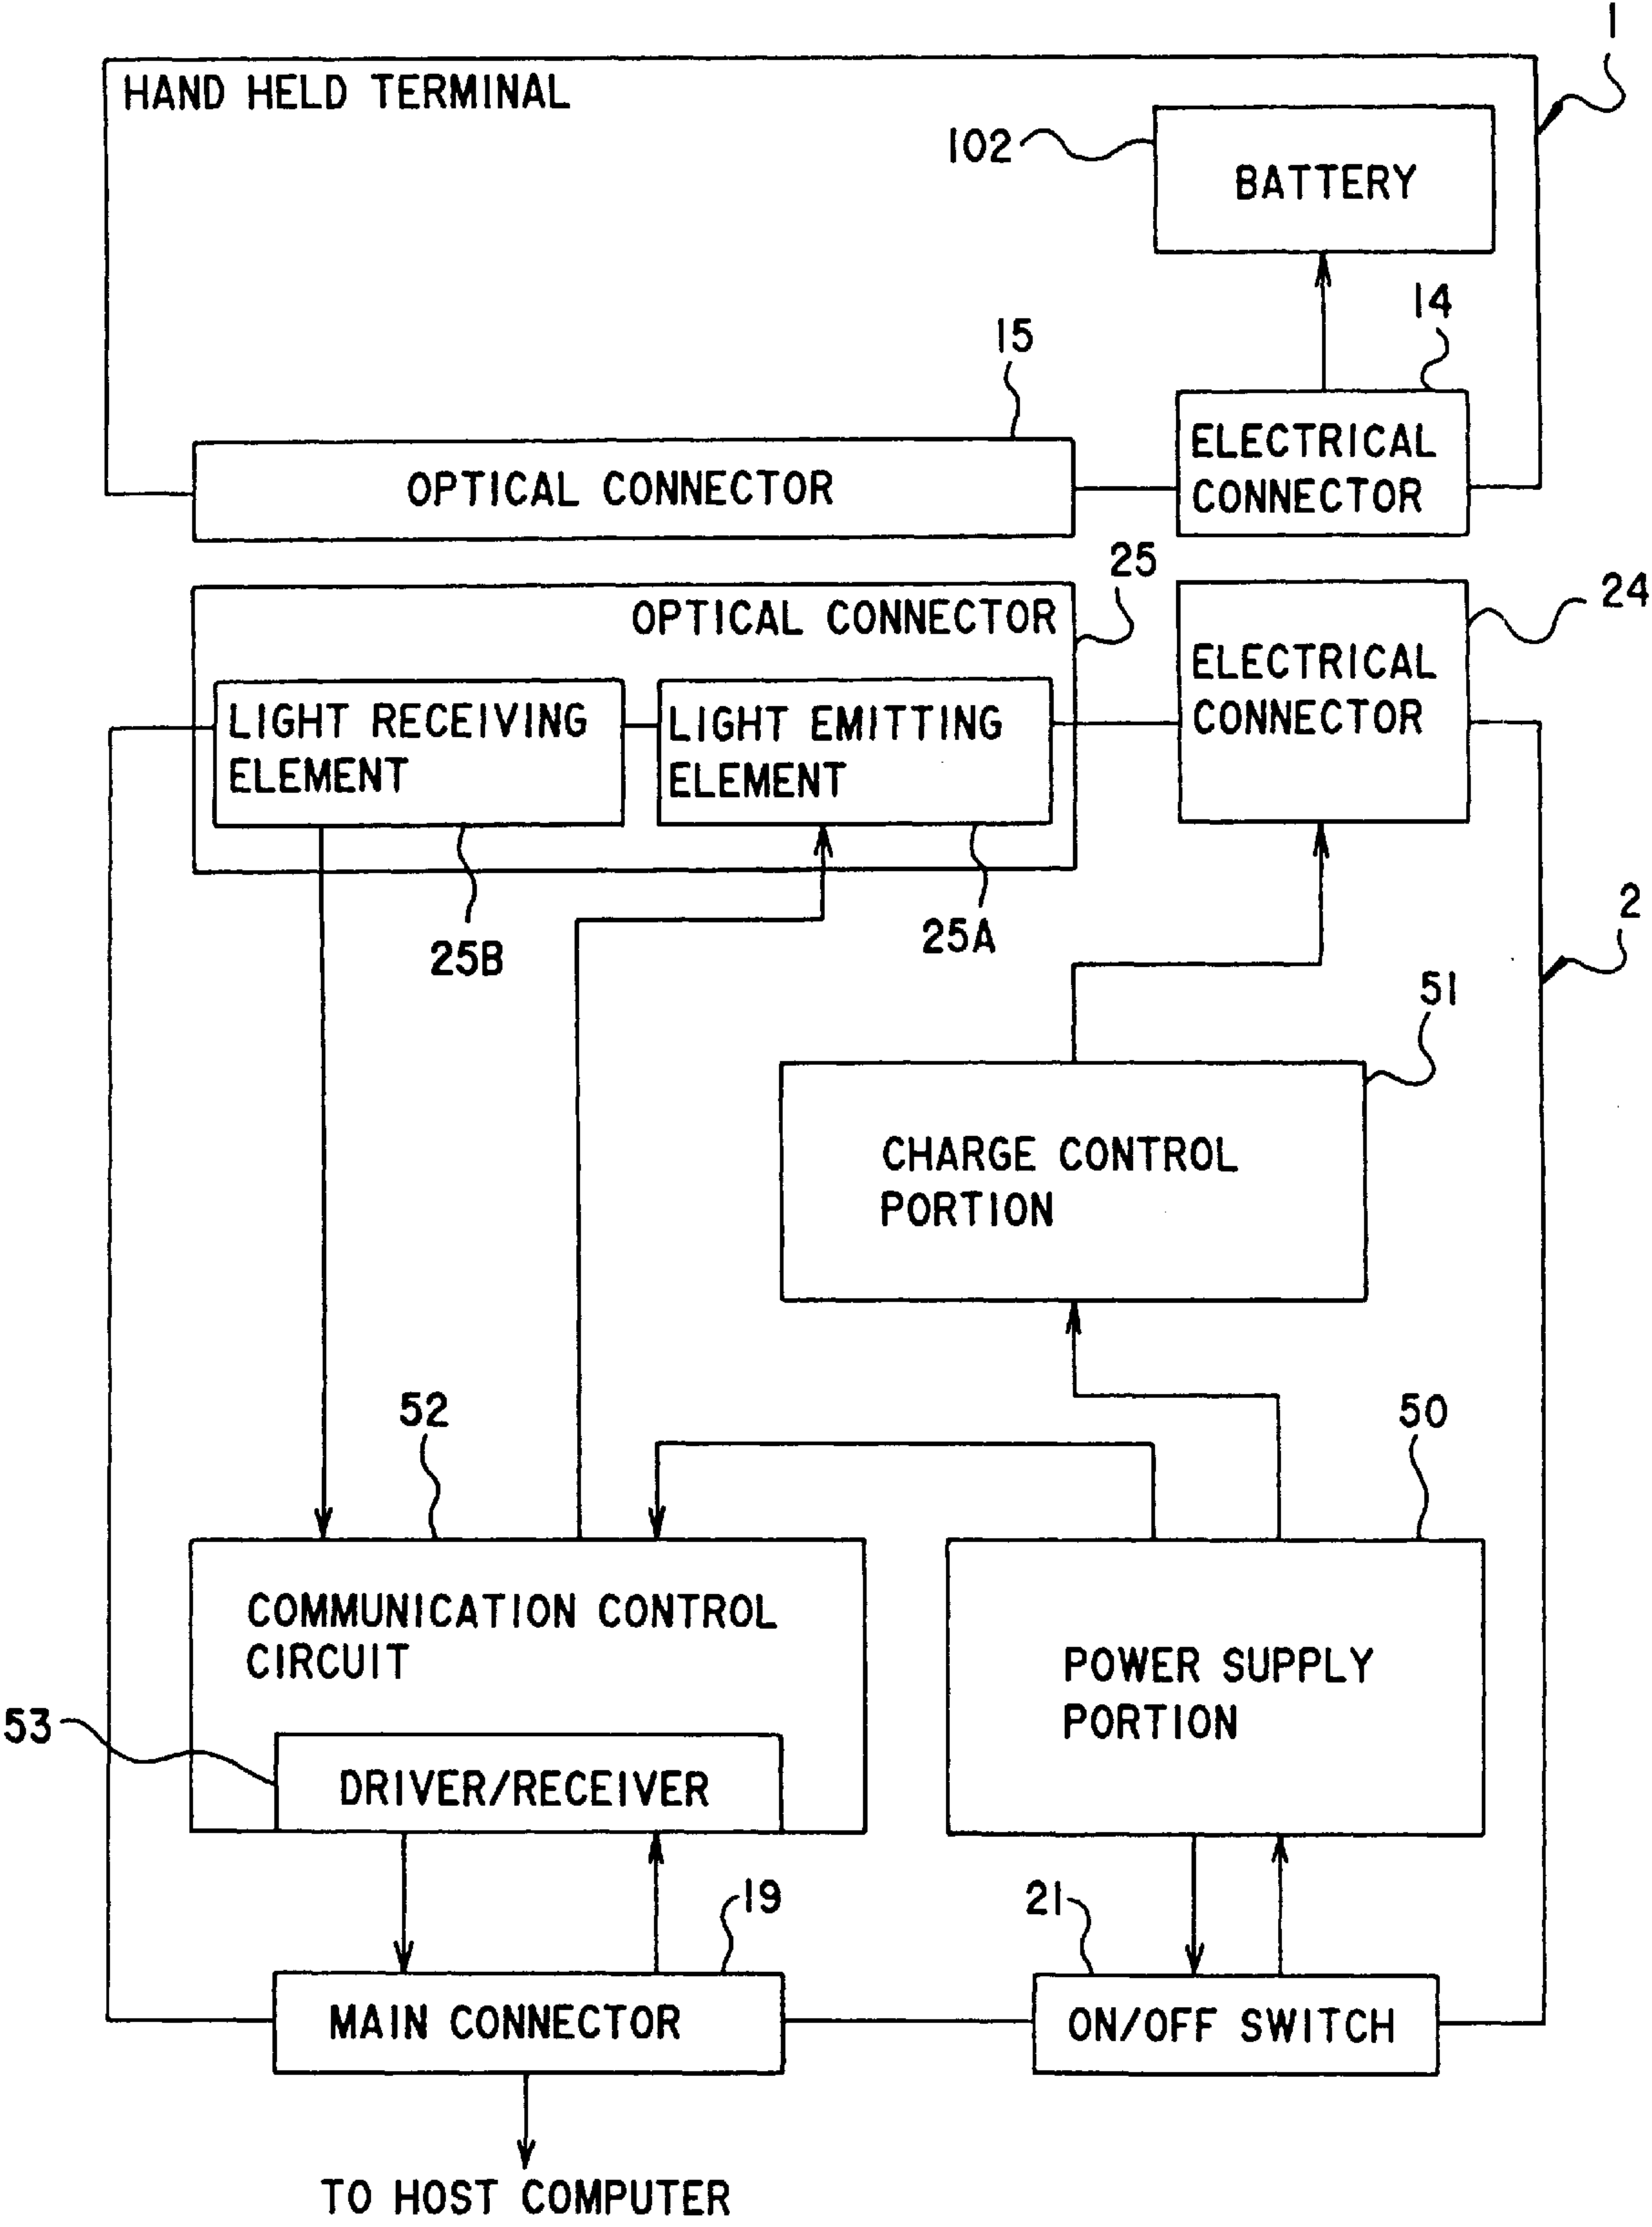 1
HAND HELD TERMINAL
102
BATTERY
14
15
ELECTRICAL
CONNECTOR
OPTICAL CONNECTOR
25
24
OPTICAL CONNECTOR
ELECTRICAL
CONNECTOR
LIGHT RECEIVING
ELEMENT
LIGHT EMITTING
ELEMENT
25B
25A
2
51
CHARGE CONTROL
PORTION
52
50
COMMUNICATION CONTROL
CIRCUIT
POWER SUPPLY
PORTION
53
DRIVER/RECEIVER
19
21
MAIN CONNECTOR
ON/OFF SWITCH
TO HOST COMPUTER